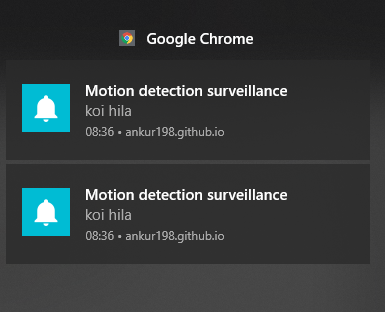 Google Chrome
Motion detection surveillance
koi hila
08:36 • ankur198.github.io
Motion detection surveillance
koi hila
08:36 • ankur198.github.io